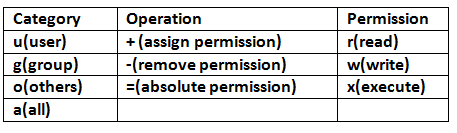 Category Operation Permission
u(user) + (assign permission) r(read)
g(group) -(remove permission) w(write)
o(others) =(absolute permission) x(execute)
a(all)